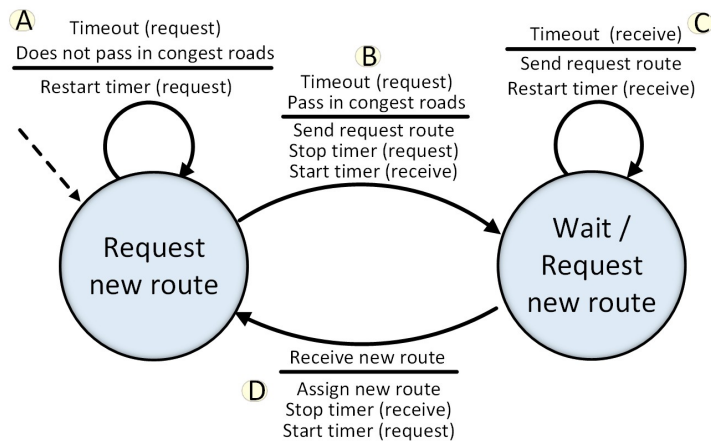 A
Timeout (request)
Does not pass in congest roads
Restart timer (request)
B
Timeout (request)
Pass in congest roads
Send request route
Stop timer (request)
Start timer (receive)
C
Timeout (receive)
Send request route
Restart timer (receive)
Request
new route
Wait /
Request
new route
D
Receive new route
Assign new route
Stop timer (receive)
Start timer (request)